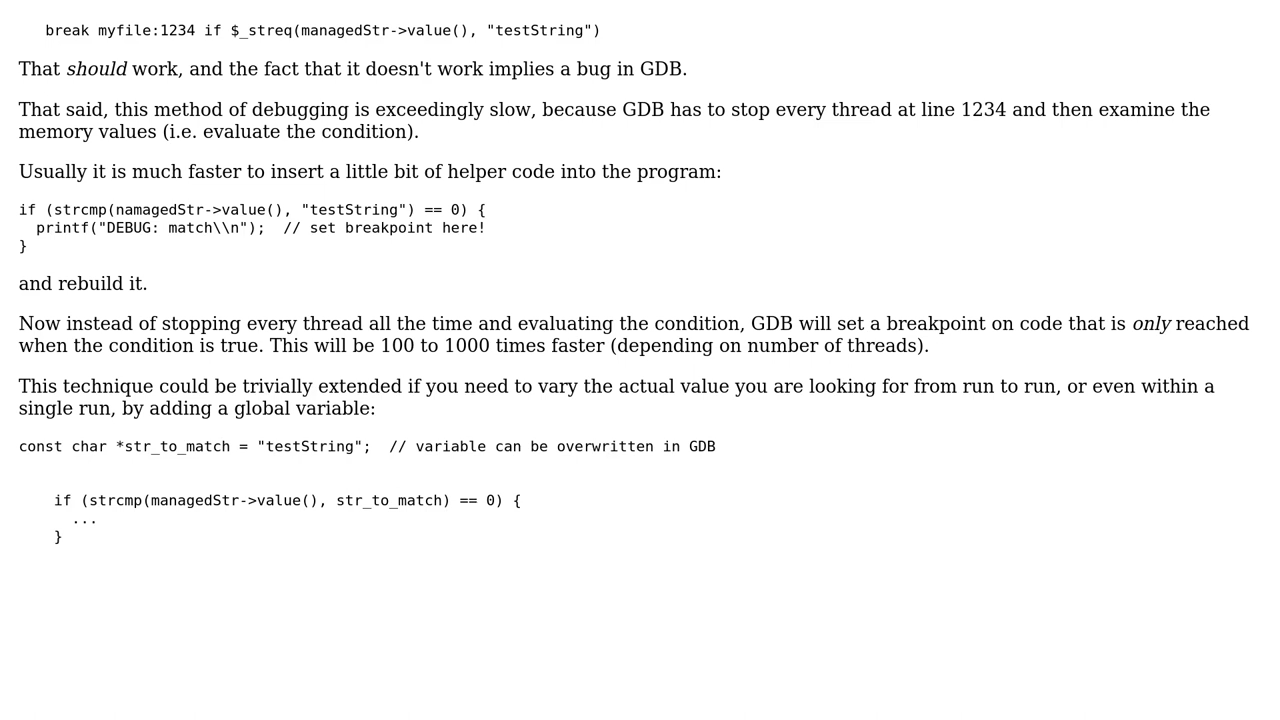 break myfile:1234 if $_streq(managedStr->value(), "testString")
That should work, and the fact that it doesn't work implies a bug in GDB.
That said, this method of debugging is exceedingly slow, because GDB has to stop every thread at line 1234 and then examine the
memory values (i.e. evaluate the condition).
Usually it is much faster to insert a little bit of helper code into the program:
if (strcmp(namagedStr->value(), "testString") == 0) {
  printf("DEBUG: match\\n");  // set breakpoint here!
}
and rebuild it.
Now instead of stopping every thread all the time and evaluating the condition, GDB will set a breakpoint on code that is only reached
when the condition is true. This will be 100 to 1000 times faster (depending on number of threads).
This technique could be trivially extended if you need to vary the actual value you are looking for from run to run, or even within a
single run, by adding a global variable:
const char *str_to_match = "testString";  // variable can be overwritten in GDB
    if (strcmp(managedStr->value(), str_to_match) == 0) {
      ...
    }